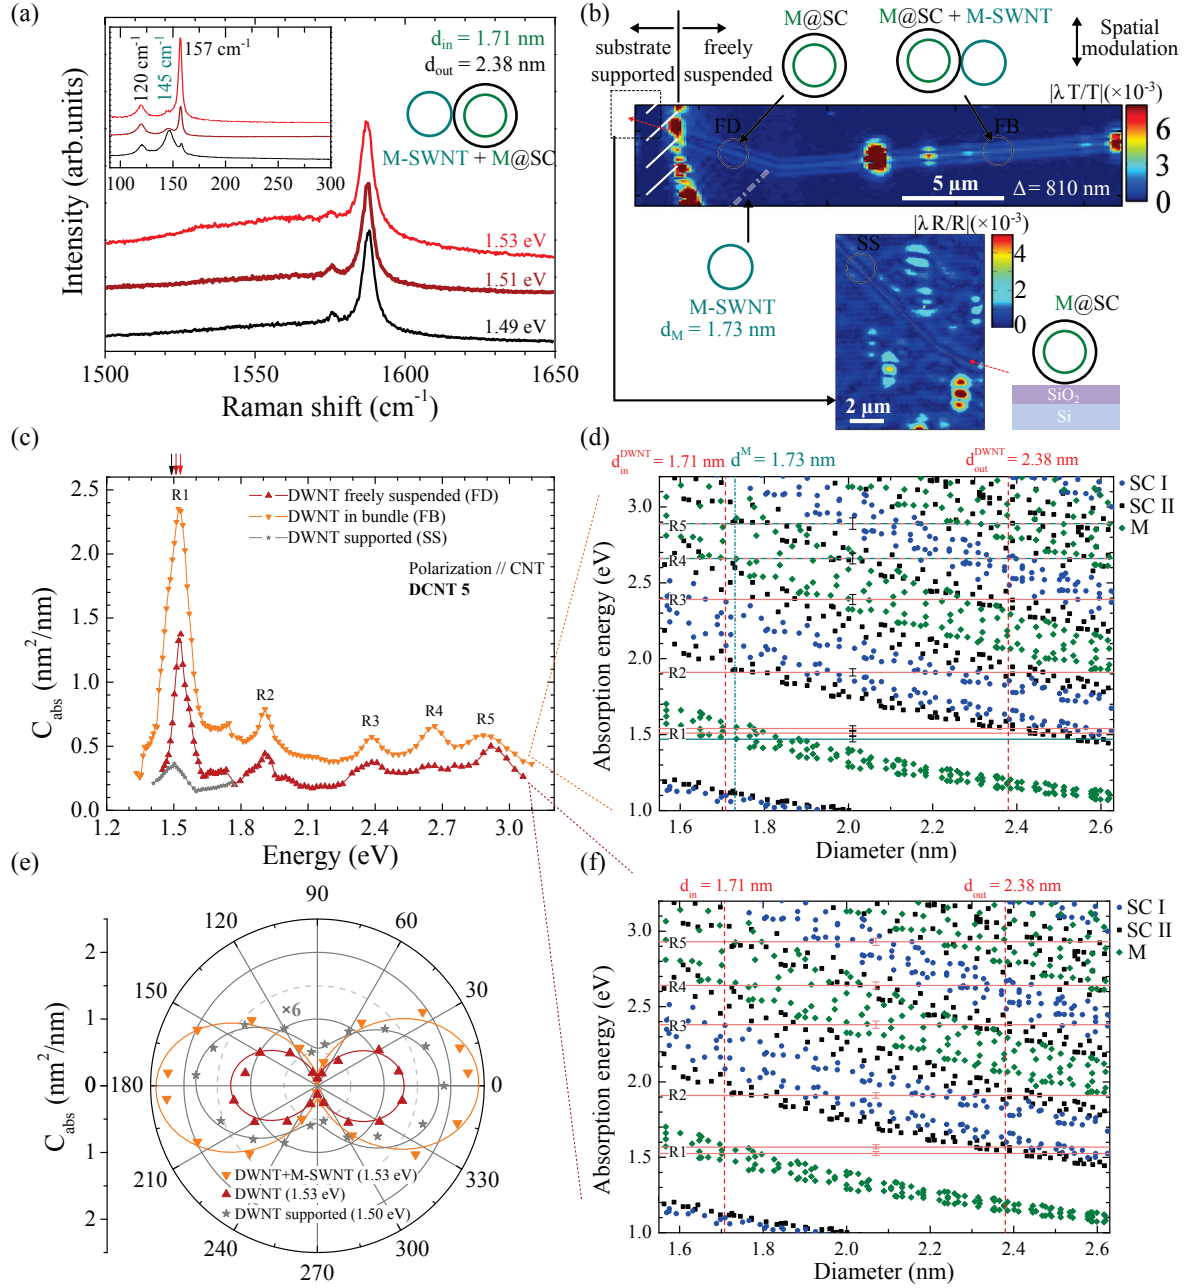 (a)
120 cm⁻¹
145 cm⁻¹
157 cm⁻¹
100 150 200 250 300
d_in = 1.71 nm
d_out = 2.38 nm
M-SWNT + M@SC
1.53 eV
1.51 eV
1.49 eV
Intensity (arb.units)
1500 1550 1600 1650
Raman shift (cm⁻¹)
(b)
substrate supported
freely suspended
M@SC
M@SC + M-SWNT
Spatial modulation
FD
FB
|λ T/T|(×10⁻³)
6
3
0
5 µm
Δ = 810 nm
M-SWNT
d_M = 1.73 nm
SS
|λ R/R|(×10⁻³)
4
2
0
2 µm
M@SC
SiO₂
Si
(c)
R1
DWNT freely suspended (FD)
DWNT in bundle (FB)
DWNT supported (SS)
Polarization // CNT
DCNT 5
R2
R3
R4
R5
C_abs (nm²/nm)
2.5
2.0
1.5
1.0
0.5
0.0
1.2 1.5 1.8 2.1 2.4 2.7 3.0
Energy (eV)
(d)
d_in^DWNT = 1.71 nm
d^M = 1.73 nm
d_out^DWNT = 2.38 nm
SC I
SC II
M
R5
R4
R3
R2
R1
Absorption energy (eV)
3.0
2.5
2.0
1.5
1.0
1.6 1.8 2.0 2.2 2.4 2.6
Diameter (nm)
(e)
90
120 60
150 30
180 0
210 330
240 300
270
×6
C_abs (nm²/nm)
2
1
0
1
2
DWNT+M-SWNT (1.53 eV)
DWNT (1.53 eV)
DWNT supported (1.50 eV)
(f)
d_in = 1.71 nm
d_out = 2.38 nm
SC I
SC II
M
R5
R4
R3
R2
R1
Absorption energy (eV)
3.0
2.5
2.0
1.5
1.0
1.6 1.8 2.0 2.2 2.4 2.6
Diameter (nm)